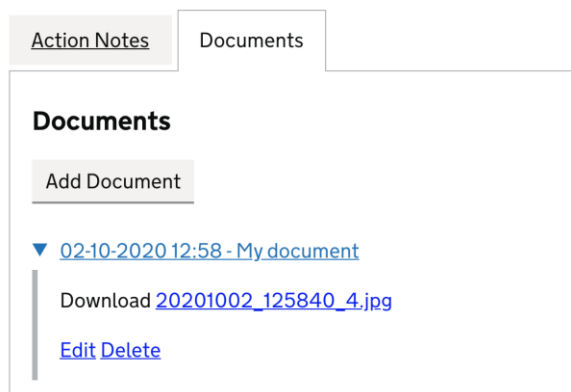 Action Notes
Documents
Documents
Add Document
02-10-2020 12:58 - My document
Download 20201002_125840_4.jpg
Edit Delete